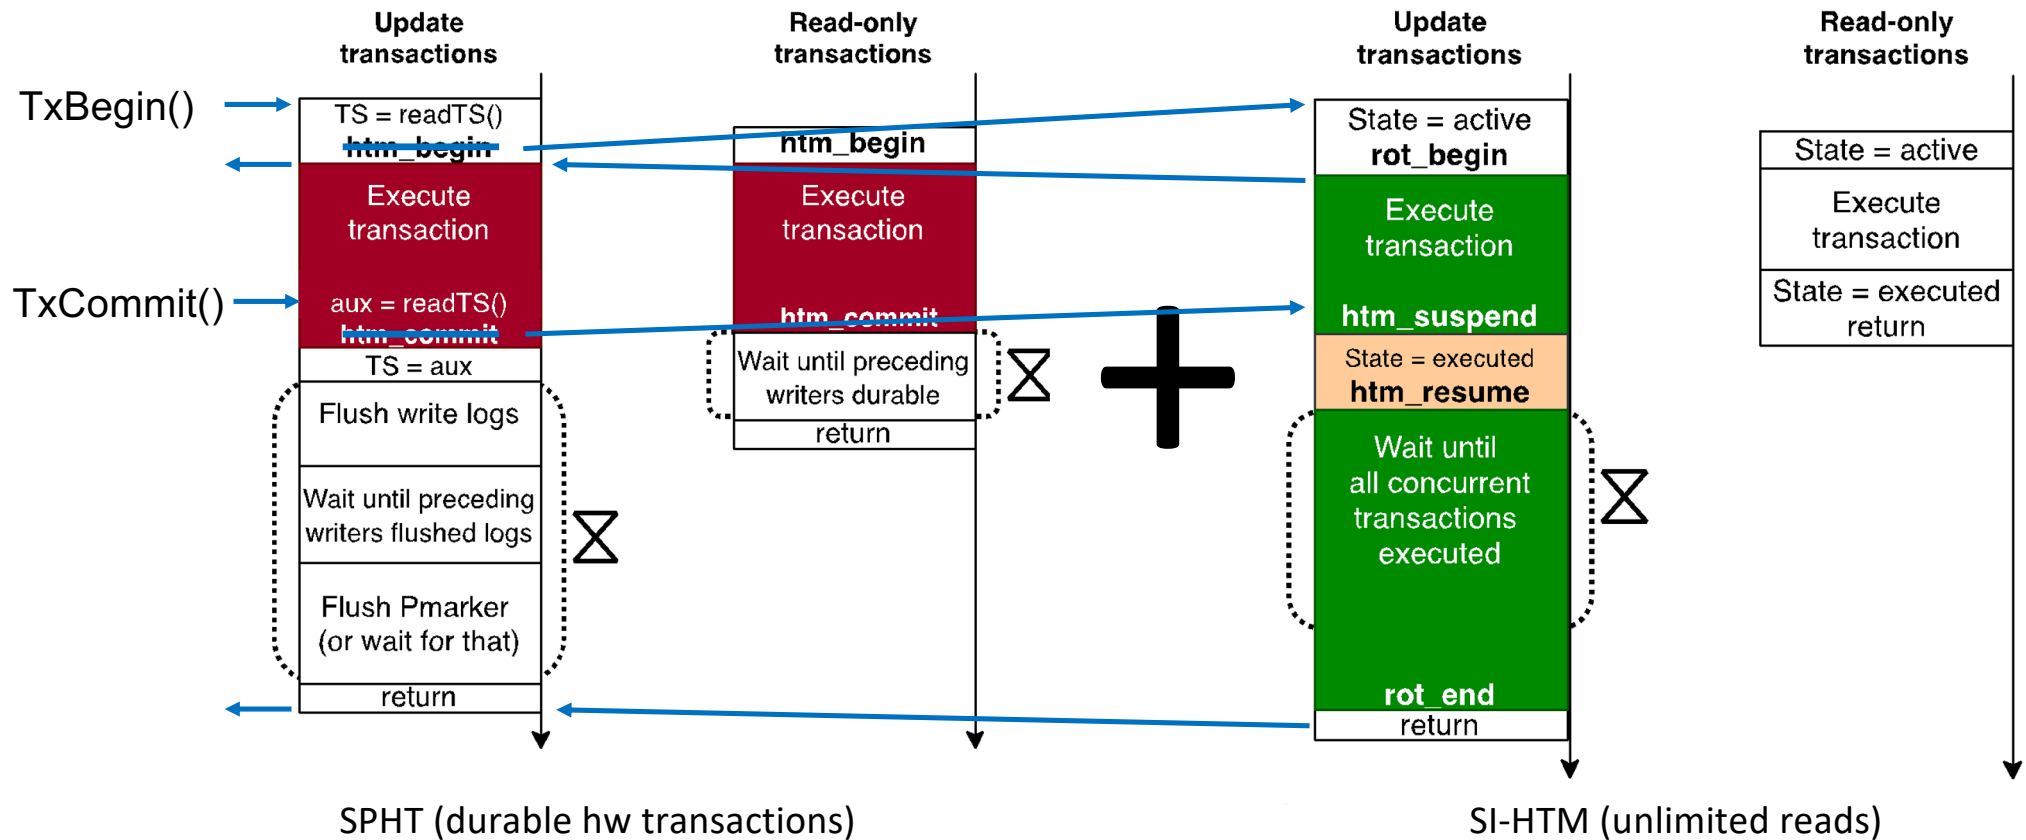 Update
transactions
TxBegin()
TS = readTS()
htm_begin
Execute
transaction
TxCommit()
aux = readTS()
htm_commit
TS = aux
Flush write logs
Wait until preceding
writers flushed logs
Flush Pmarker
(or wait for that)
return
Read-only
transactions
htm_begin
Execute
transaction
htm_commit
Wait until preceding
writers durable
return
SPHT (durable hw transactions)
Update
transactions
State = active
rot_begin
Execute
transaction
htm_suspend
State = executed
htm_resume
Wait until
all concurrent
transactions
executed
rot_end
return
Read-only
transactions
State = active
Execute
transaction
State = executed
return
SI-HTM (unlimited reads)